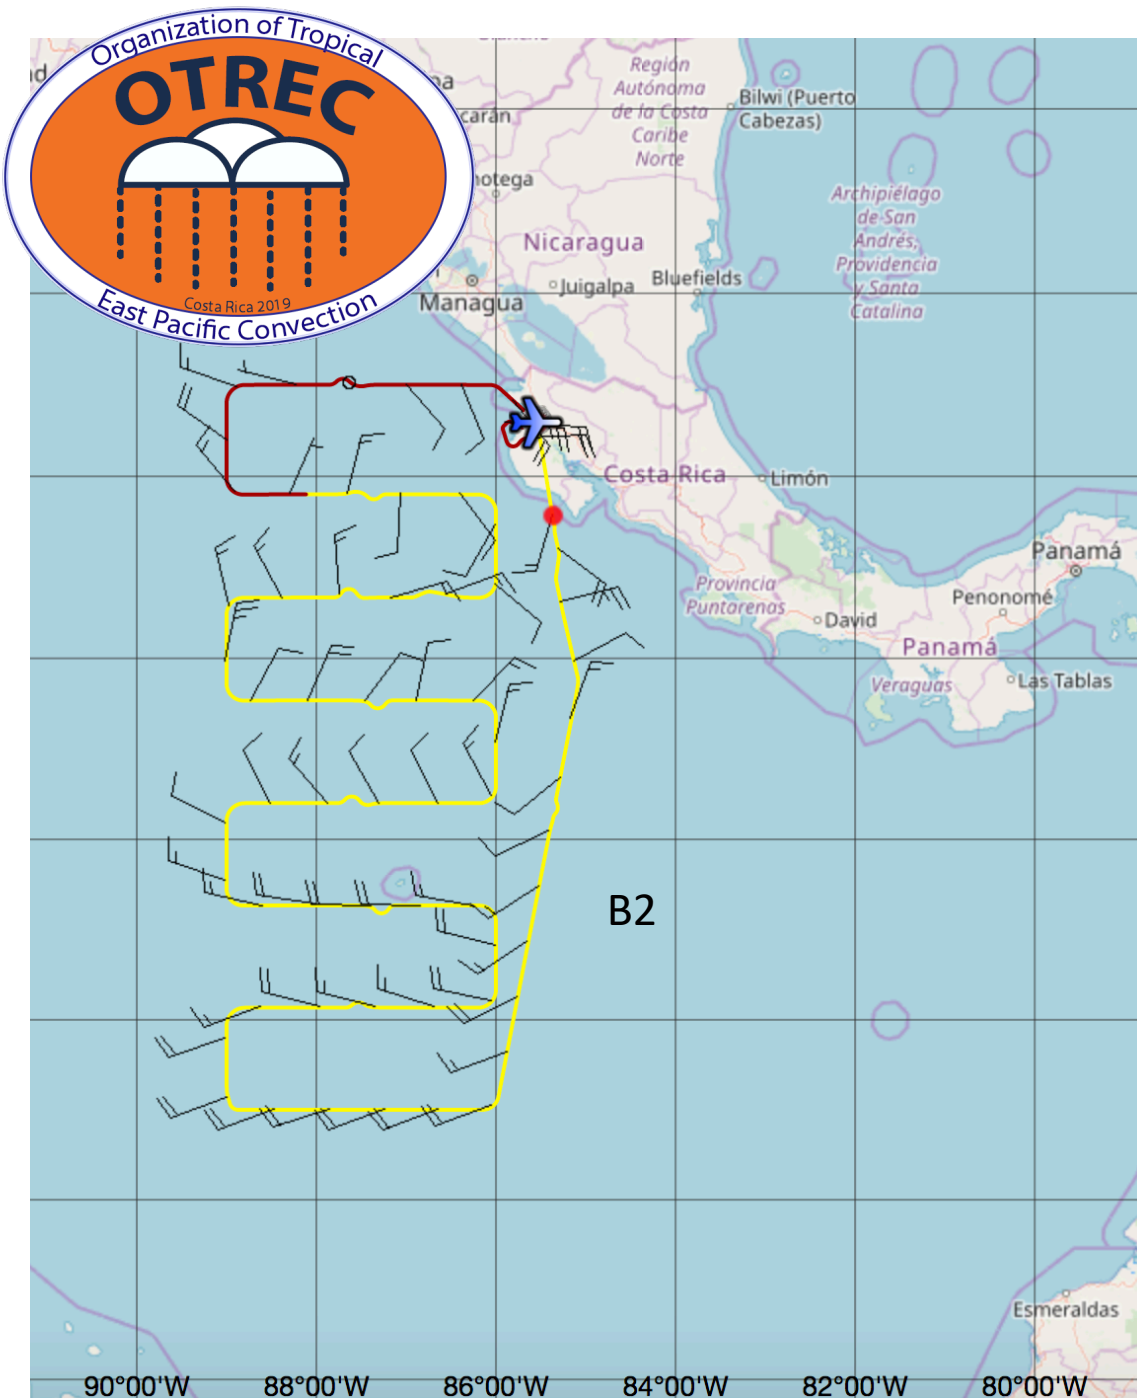 Organization of Tropical
OTREC
Costa Rica 2019
East Pacific Convection
Región
Autónoma
de la Costa
Caribe
Norte
Bilwi (Puerto
Cabezas)
Archipiélago
de San
Andrés,
Providencia
y Santa
Catalina
Nicaragua
Juigalpa
Bluefields
Managua
Costa Rica
Limón
Panamá
Provincia
Puntarenas
Penonomé
David
Panamá
Veraguas
Las Tablas
B2
Esmeraldas
90°00'W
88°00'W
86°00'W
84°00'W
82°00'W
80°00'W